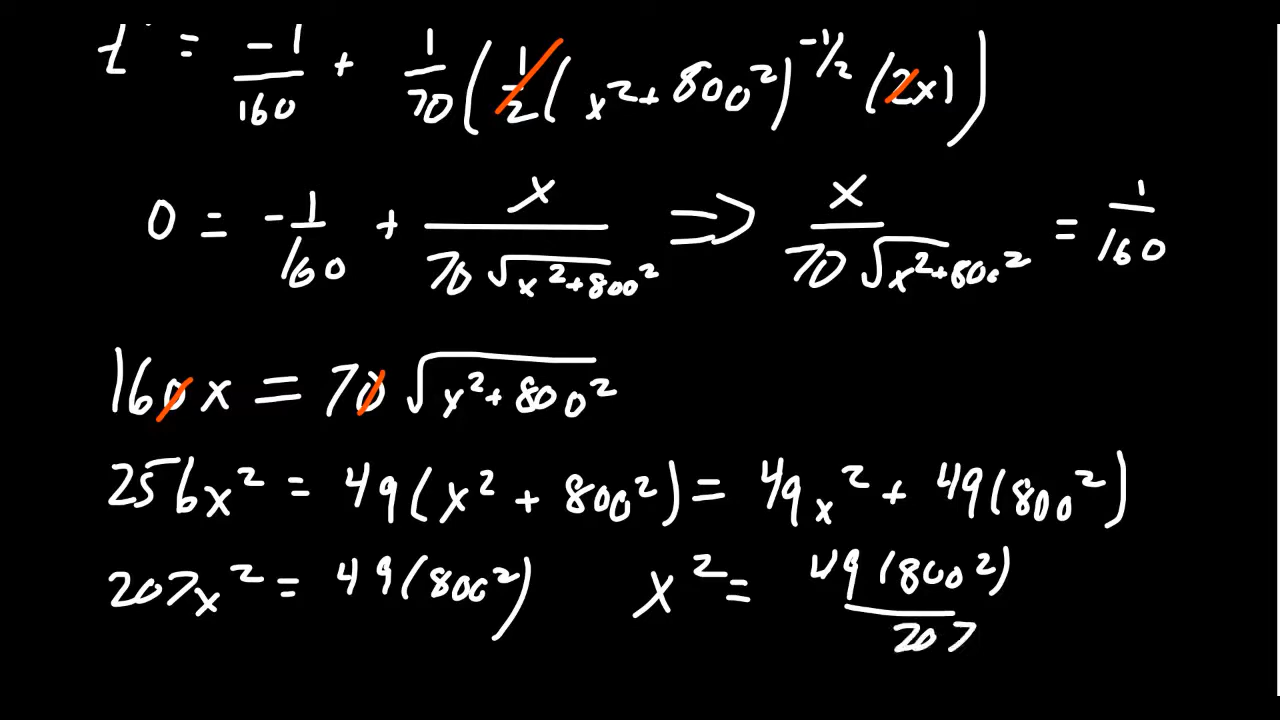 t' = -1/160 + 1/70 (1/2 (x²+800²)^(-1/2) (2x))
0 = -1/160 + x/(70√(x²+800²)) ⇒ x/(70√(x²+800²)) = 1/160
160x = 70√(x²+800²)
256x² = 49(x² + 800²) = 49x² + 49(800²)
207x² = 49(800²) x² = 49(800²)/207